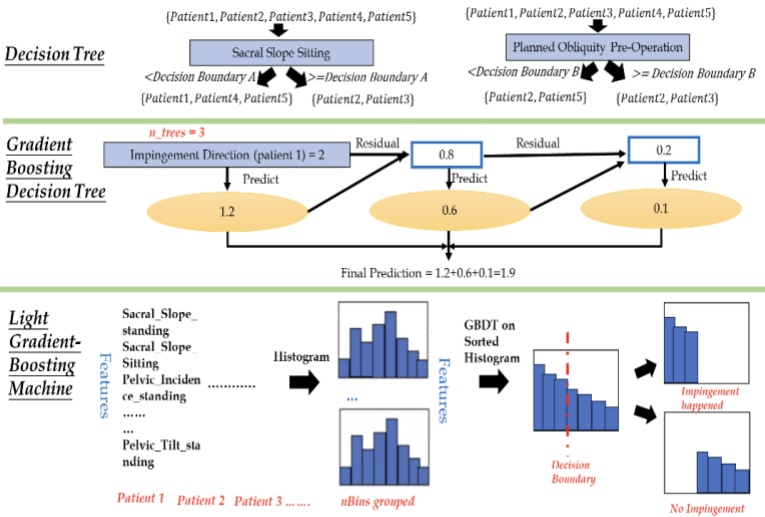 {Patient1, Patient2, Patient3, Patient4, Patient5}
{Patient1, Patient2, Patient3, Patient4, Patient5}
Decision Tree
Sacral Slope Sitting
Planned Obliquity Pre-Operation
<Decision Boundary A
>=Decision Boundary A
<Decision Boundary B
>= Decision Boundary B
{Patient1, Patient4, Patient5}
{Patient2, Patient3}
{Patient2, Patient5}
{Patient2, Patient3}
Gradient
Boosting
Decision Tree
n_trees = 3
Impingement Direction (patient 1) = 2
Residual
0.8
Residual
0.2
Predict
Predict
Predict
1.2
0.6
0.1
Final Prediction = 1.2+0.6+0.1=1.9
Light
Gradient-
Boosting
Machine
Features
Sacral_Slope_
standing
Sacral_Slope_
Sitting
Pelvic_Inciden
ce_standing
......
...
Pelvic_Tilt_sta
nding
............
Patient 1 Patient 2 Patient 3 .......
Histogram
...
nBins grouped
Features
GBDT on
Sorted
Histogram
Decision
Boundary
Impingement
happened
No Impingement